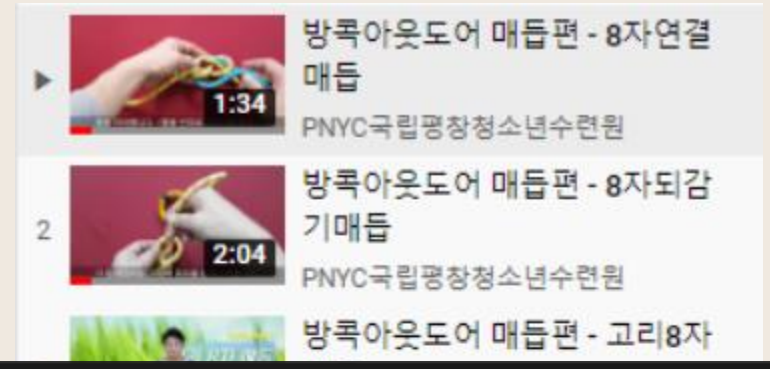 방콕아웃도어 매듭편 - 8자연결
매듭
1:34
PNYC국립평창청소년수련원
2
방콕아웃도어 매듭편 - 8자되감
기매듭
2:04
PNYC국립평창청소년수련원
방콕아웃도어 매듭편 - 고리8자